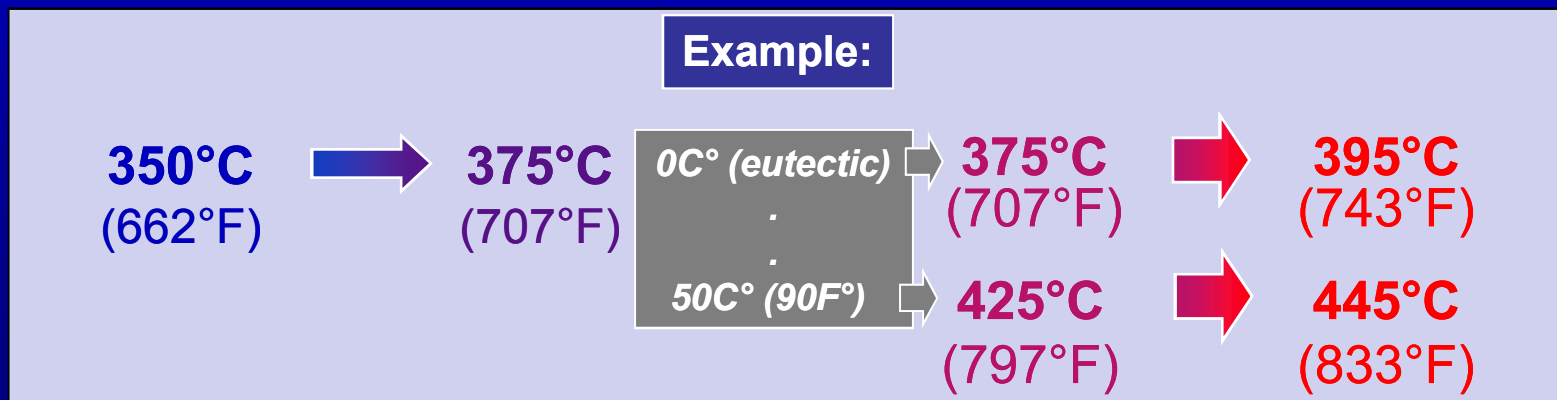 Example:
350°C
(662°F)
375°C
(707°F)
0C° (eutectic)
.
.
50C° (90F°)
375°C
(707°F)
395°C
(743°F)
425°C
(797°F)
445°C
(833°F)